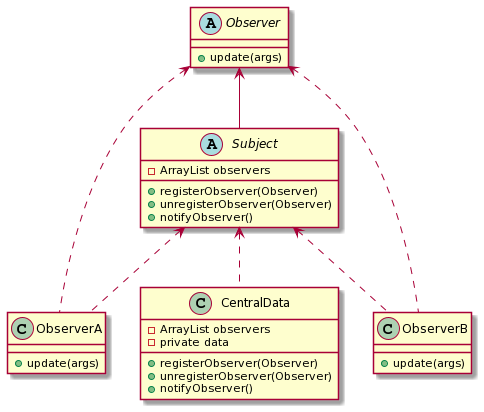 A Observer
update(args)
A Subject
ArrayList observers
registerObserver(Observer)
unregisterObserver(Observer)
notifyObserver()
C ObserverA
update(args)
C CentralData
ArrayList observers
private data
registerObserver(Observer)
unregisterObserver(Observer)
notifyObserver()
C ObserverB
update(args)